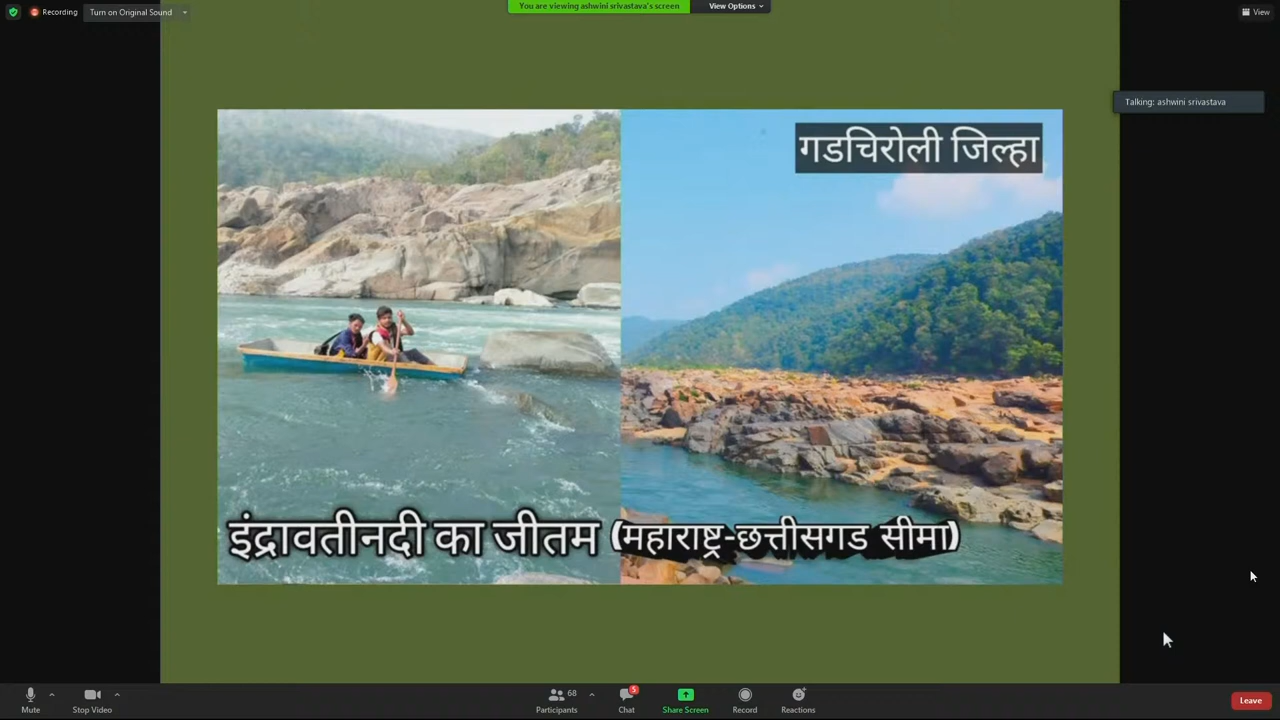 Recording
Turn on Original Sound
You are viewing ashwini srivastava's screen
View Options
View
Talking: ashwini srivastava
गडचिरोली जिल्हा
इंद्रावतीनदी का जीतम (महाराष्ट्र-छत्तीसगड सीमा)
Mute
Stop Video
Participants
68
Chat
5
Share Screen
Record
Reactions
Leave